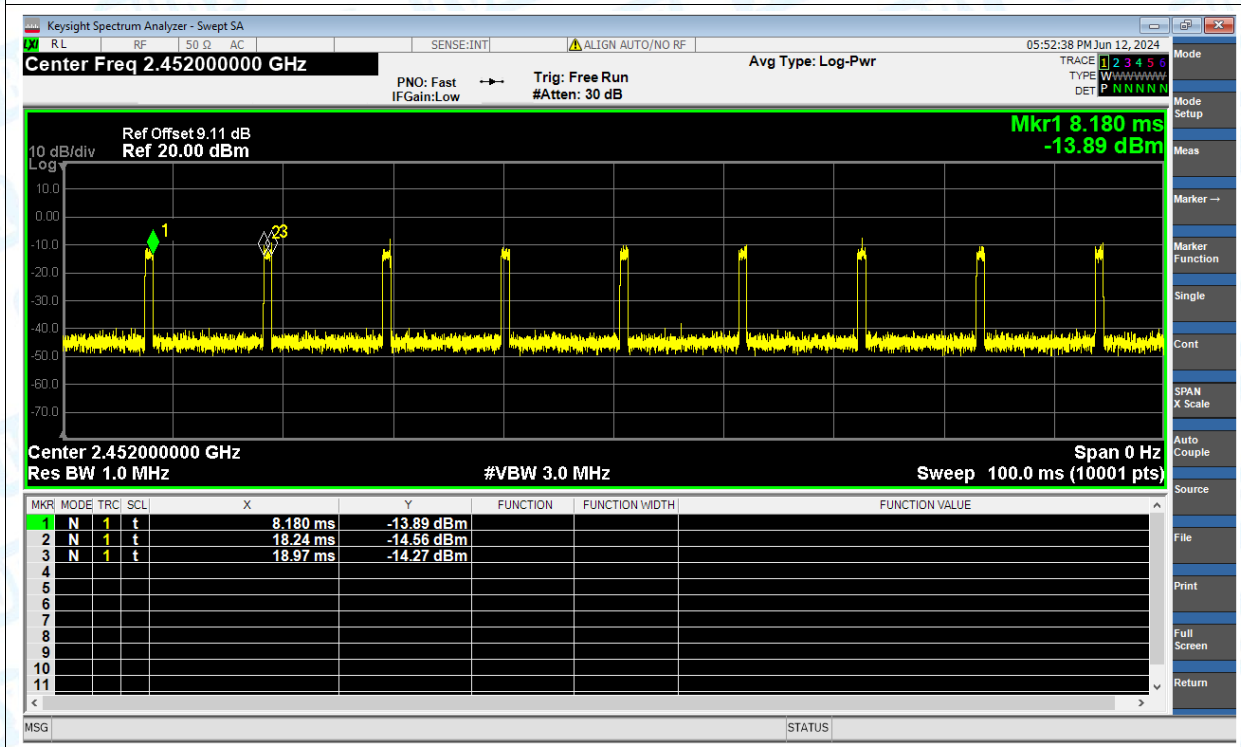 Keysight Spectrum Analyzer - Swept SA
LXI RL RF 50 Ω AC SENSE:INT ALIGN AUTO/NO RF 05:52:38 PM Jun 12, 2024
Center Freq 2.452000000 GHz
PNO: Fast
IFGain:Low
Trig: Free Run
#Atten: 30 dB
Avg Type: Log-Pwr
TRACE 1 2 3 4 5 6
TYPE WWWWWW
DET P N N N N N
Mkr1 8.180 ms
-13.89 dBm
Ref Offset 9.11 dB
10 dB/div Ref 20.00 dBm
Log
10.0
0.00
-10.0
-20.0
-30.0
-40.0
-50.0
-60.0
-70.0
1
2
3
Center 2.452000000 GHz Span 0 Hz
Res BW 1.0 MHz #VBW 3.0 MHz Sweep 100.0 ms (10001 pts)
MKR MODE TRC SCL X Y FUNCTION FUNCTION WIDTH FUNCTION VALUE
1 N 1 t 8.180 ms -13.89 dBm
2 N 1 t 18.24 ms -14.56 dBm
3 N 1 t 18.97 ms -14.27 dBm
4
5
6
7
8
9
10
11
MSG STATUS
Mode
Mode
Setup
Meas
Marker →
Marker
Function
Single
Cont
SPAN
X Scale
Auto
Couple
Source
File
Print
Full
Screen
Return